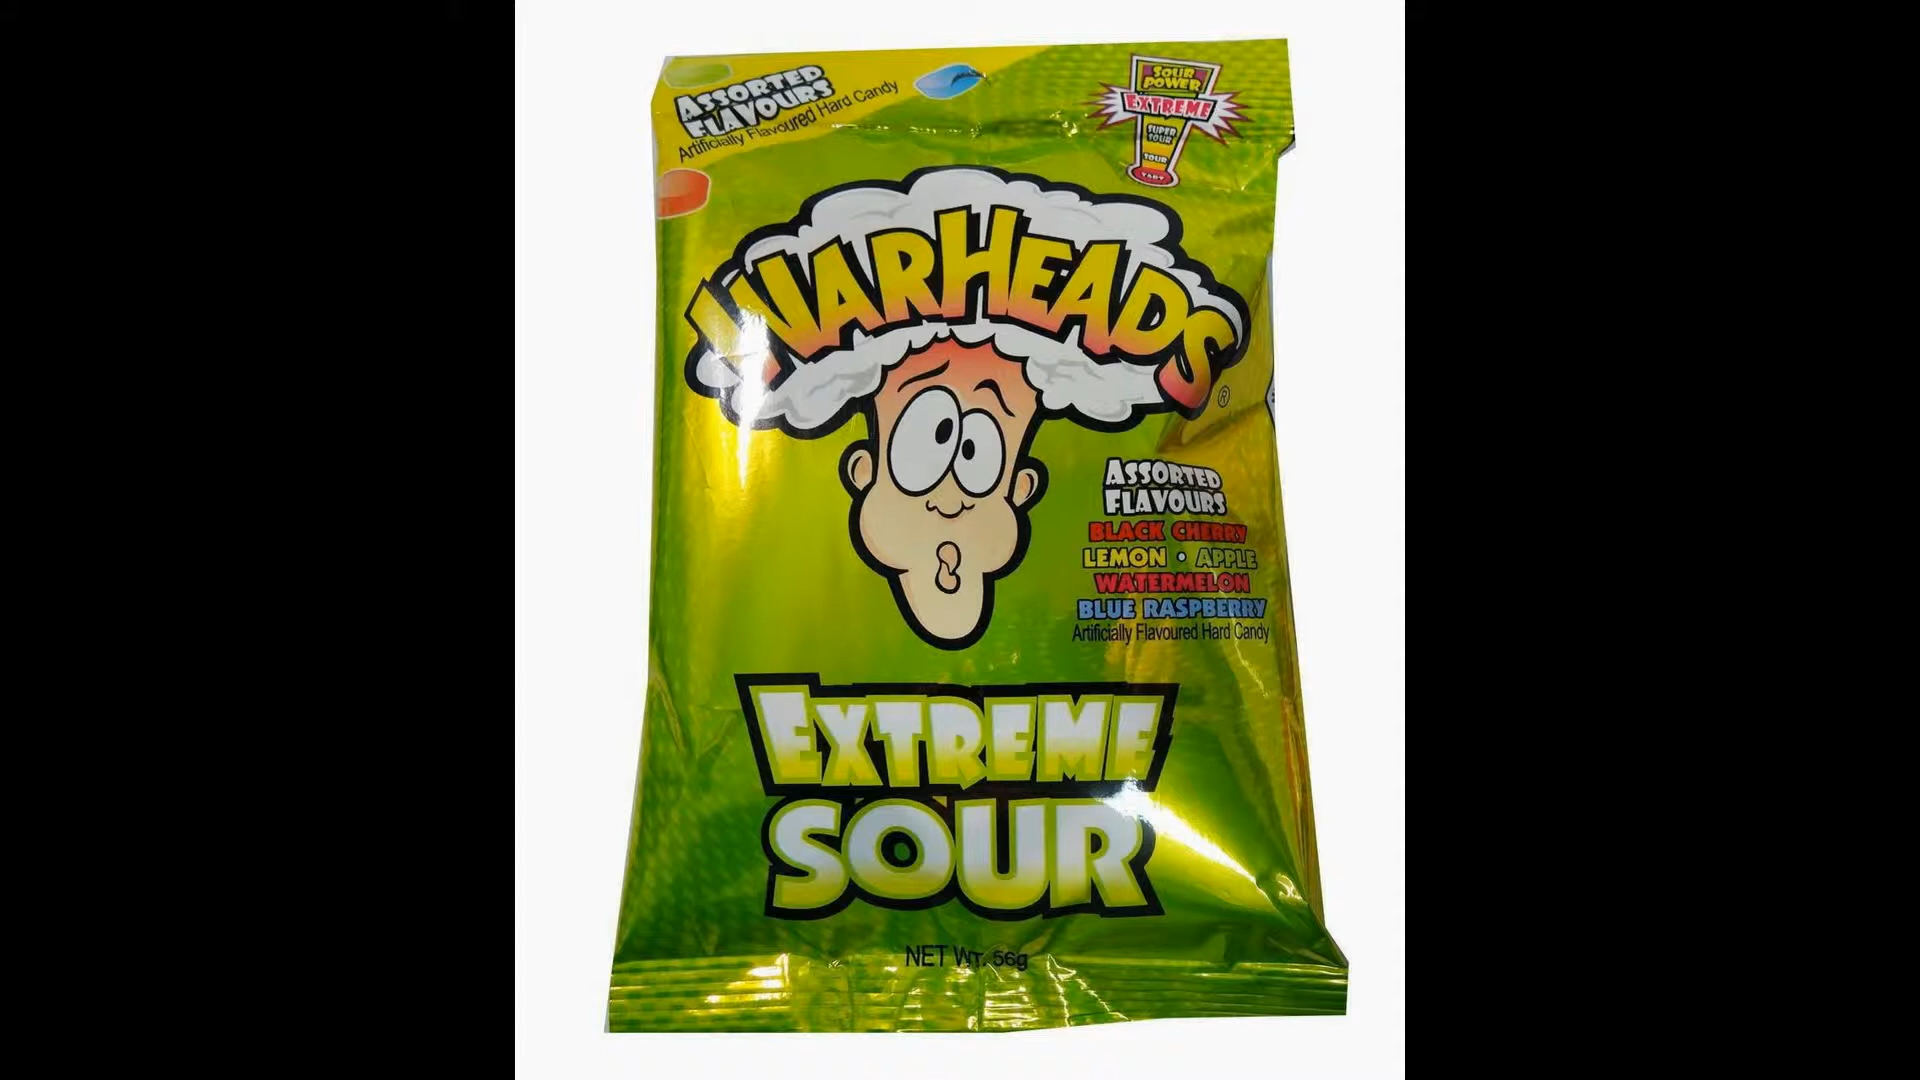 ASSORTED
FLAVOURS
Artificially Flavoured Hard Candy
SOUR
POWER
EXTREME
SUPER
SOUR
SOUR
TART
WARHEADS®
ASSORTED
FLAVOURS
BLACK CHERRY
LEMON • APPLE
WATERMELON
BLUE RASPBERRY
Artificially Flavoured Hard Candy
EXTREME
SOUR
NET WT. 56g